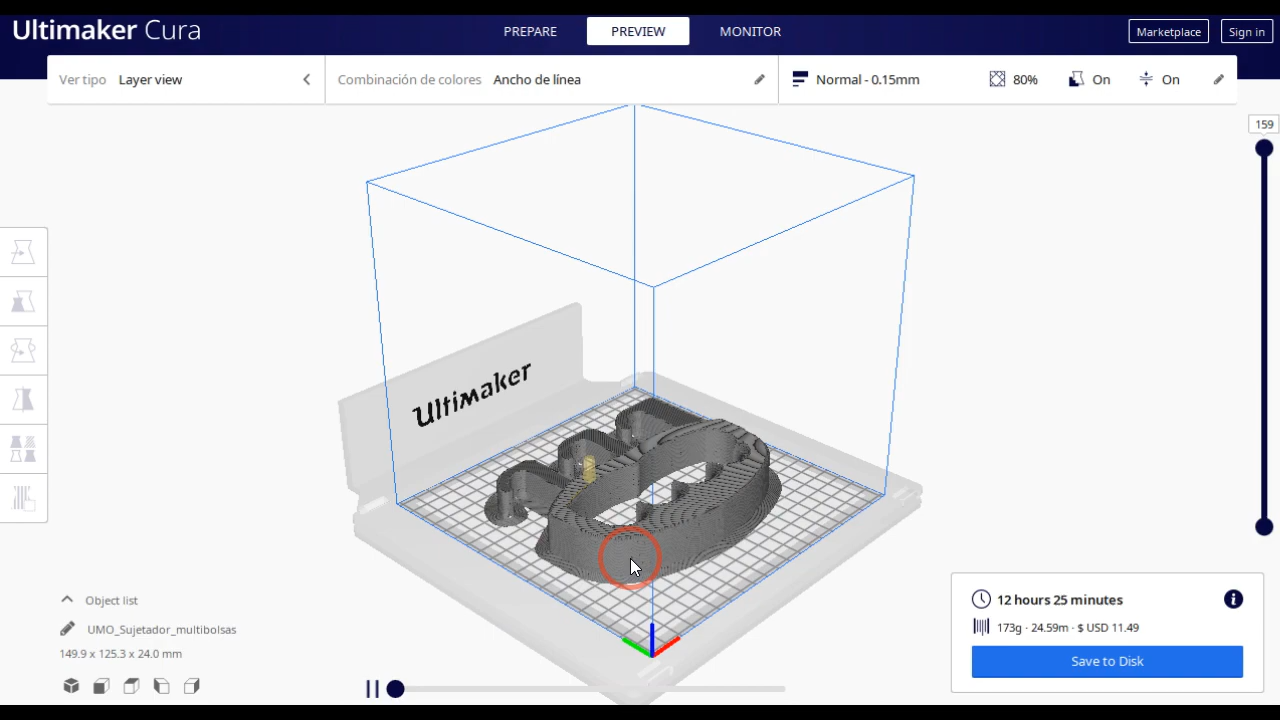 Ultimaker Cura
PREPARE
PREVIEW
MONITOR
Marketplace
Sign in
Ver tipo Layer view
Combinación de colores Ancho de línea
Normal - 0.15mm
80%
On
On
159
Ultimaker
Object list
UMO_Sujetador_multibolsas
149.9 x 125.3 x 24.0 mm
12 hours 25 minutes
173g · 24.59m · $ USD 11.49
Save to Disk